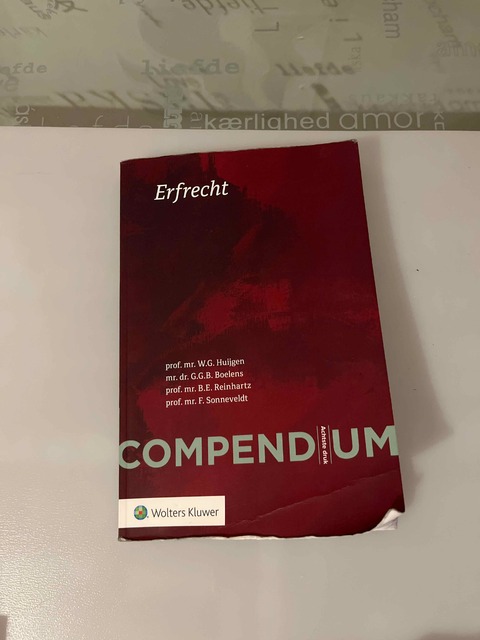 liefde
kærlighed amor
Erfrecht
prof. mr. W.G. Huijgen
mr. dr. G.G.B. Boelens
prof. mr. B.E. Reinhartz
prof. mr. F. Sonneveldt
COMPENDIUM
Achtste druk
Wolters Kluwer